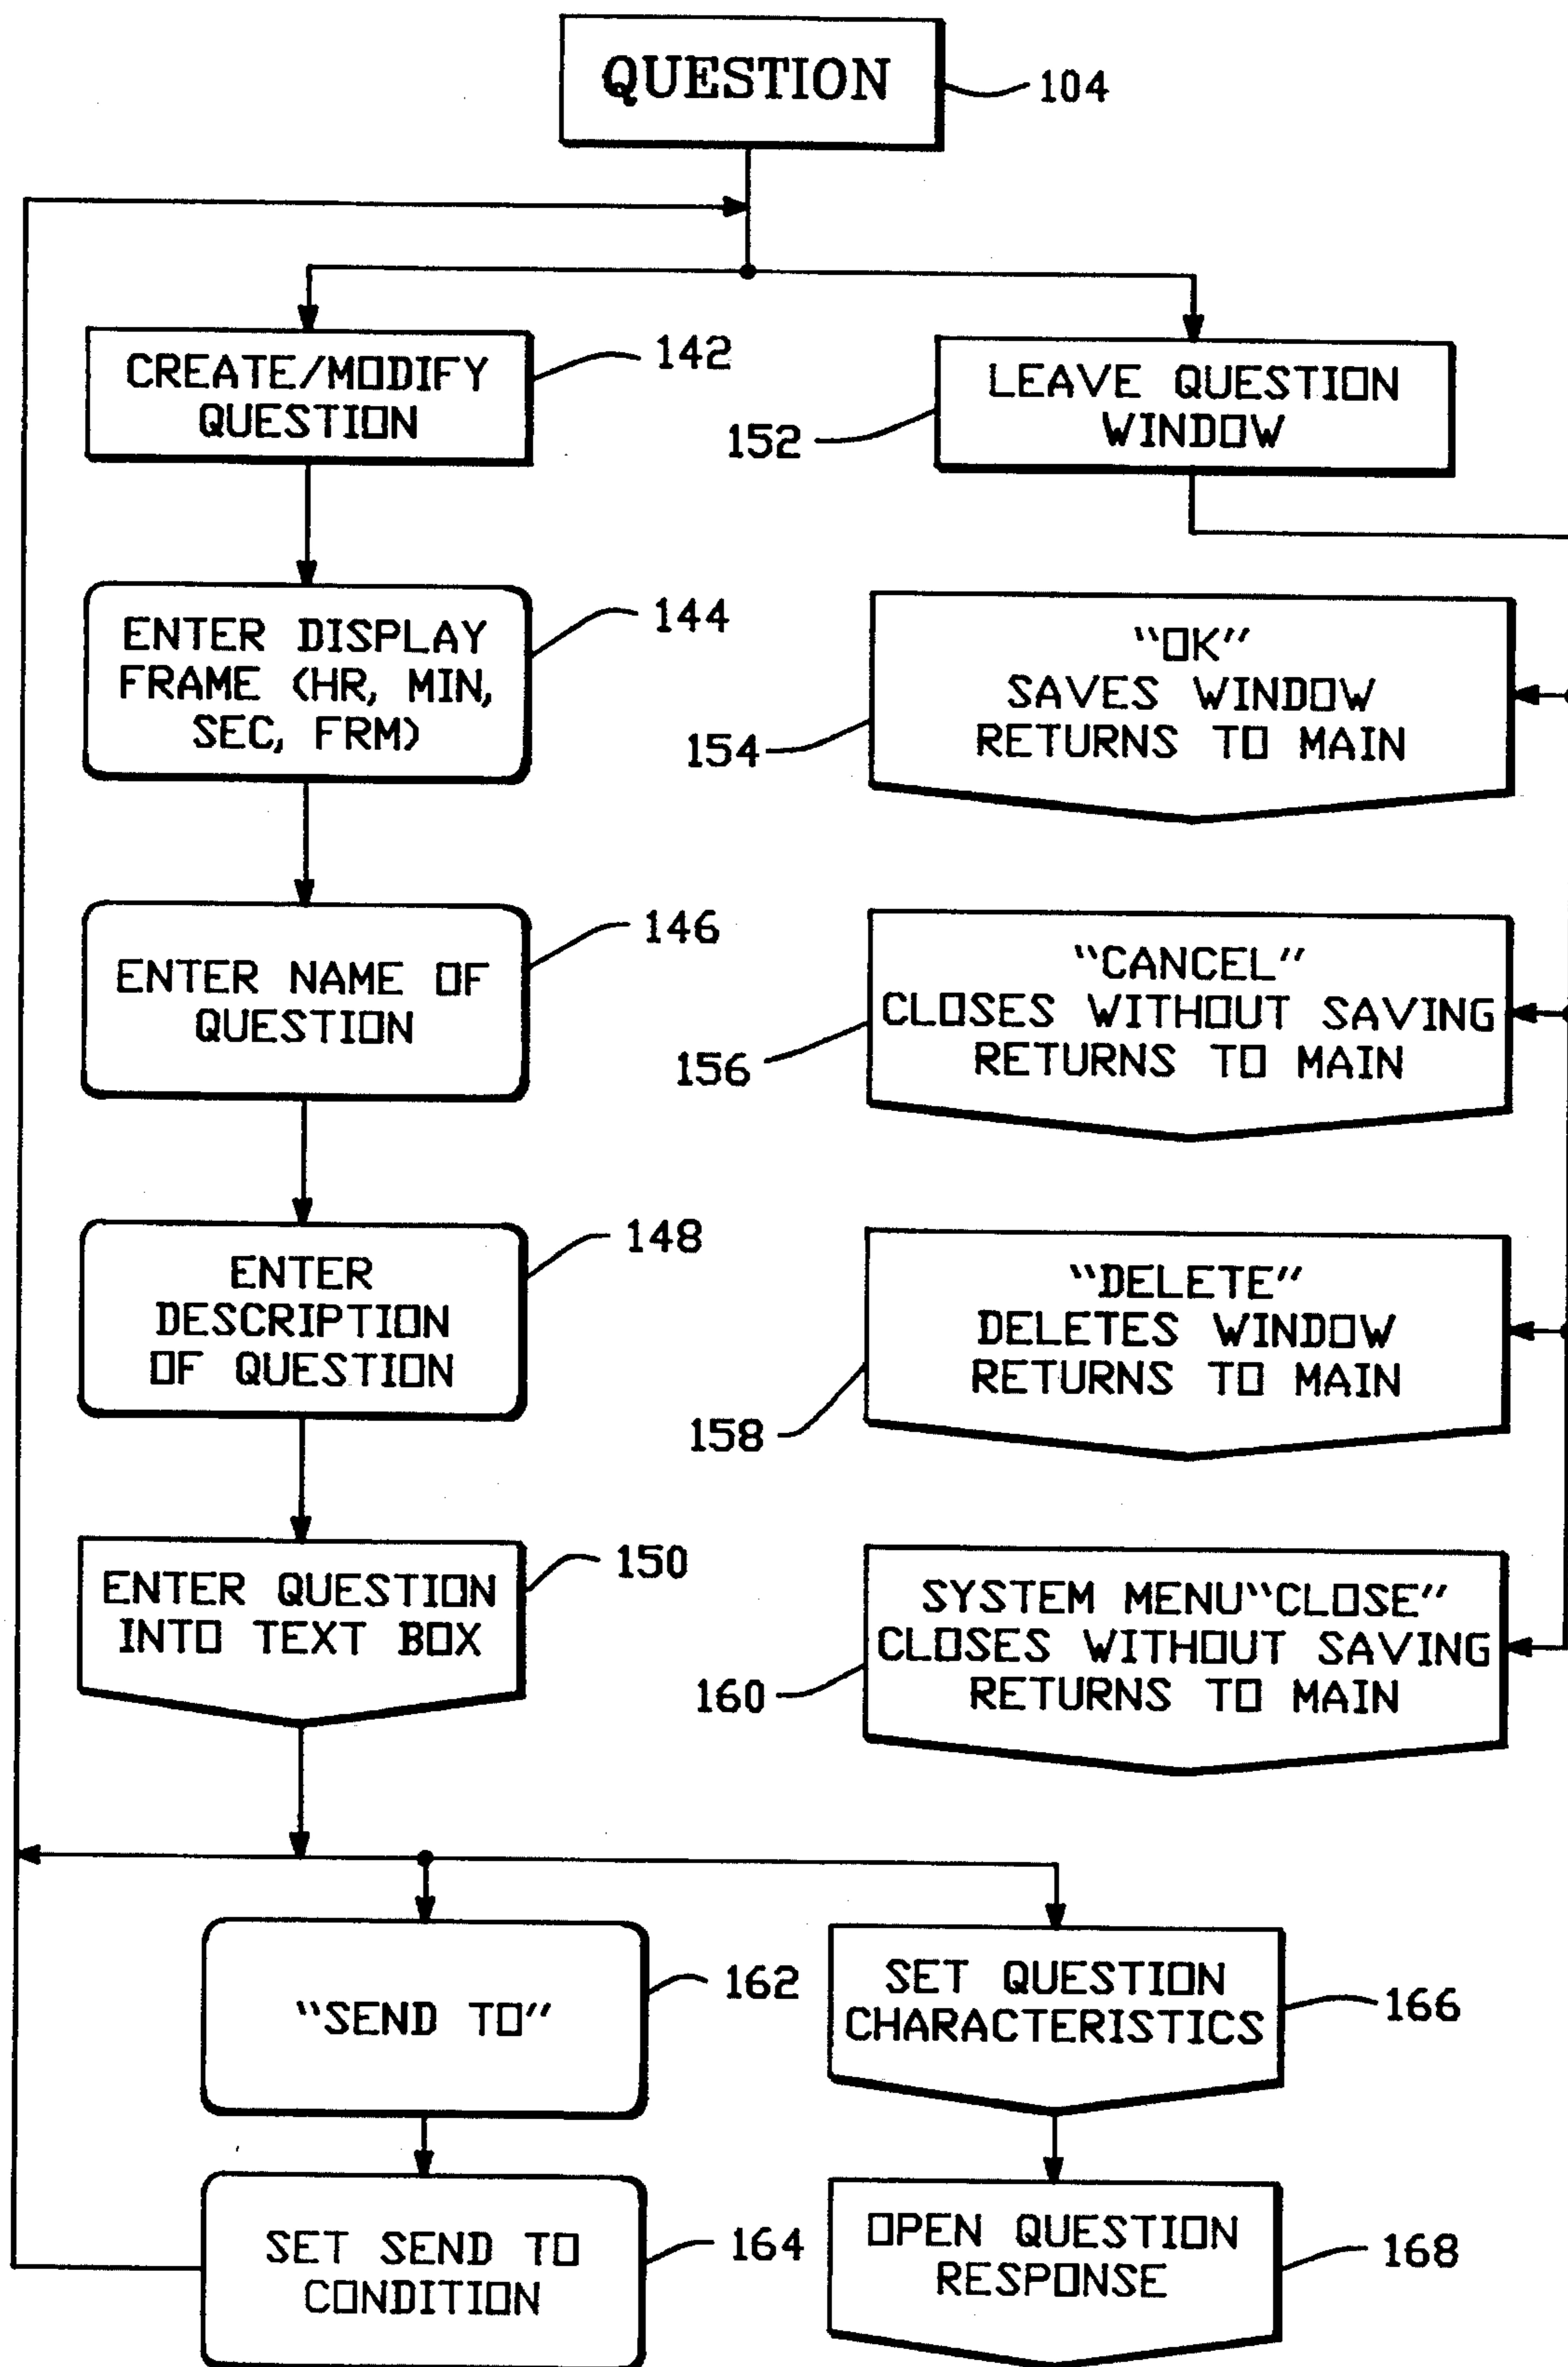 QUESTION
104
CREATE/MODIFY
QUESTION
142
LEAVE QUESTION
WINDOW
152
ENTER DISPLAY
FRAME (HR, MIN,
SEC, FRM)
144
"OK"
SAVES WINDOW
RETURNS TO MAIN
154
ENTER NAME OF
QUESTION
146
"CANCEL"
CLOSES WITHOUT SAVING
RETURNS TO MAIN
156
ENTER
DESCRIPTION
OF QUESTION
148
"DELETE"
DELETES WINDOW
RETURNS TO MAIN
158
ENTER QUESTION
INTO TEXT BOX
150
SYSTEM MENU"CLOSE"
CLOSES WITHOUT SAVING
RETURNS TO MAIN
160
"SEND TO"
162
SET QUESTION
CHARACTERISTICS
166
SET SEND TO
CONDITION
164
OPEN QUESTION
RESPONSE
168